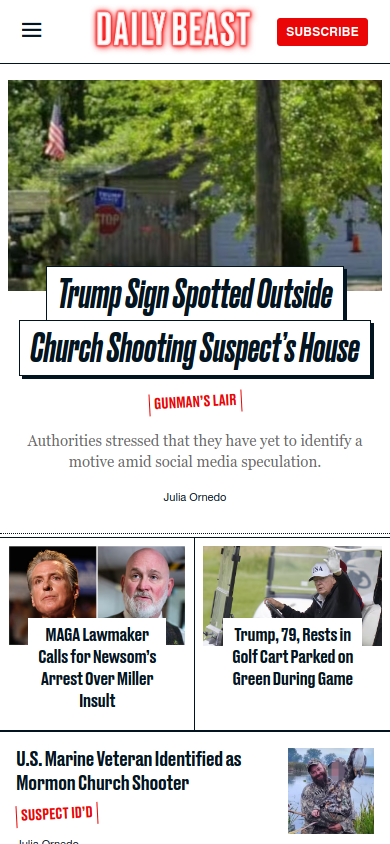 DAILY BEAST
SUBSCRIBE
TRUMP
STOP
Trump Sign Spotted Outside
Church Shooting Suspect's House
GUNMAN'S LAIR
Authorities stressed that they have yet to identify a
motive amid social media speculation.
Julia Ornedo
USA
MAGA Lawmaker
Calls for Newsom's
Arrest Over Miller
Insult
Trump, 79, Rests in
Golf Cart Parked on
Green During Game
U.S. Marine Veteran Identified as
Mormon Church Shooter
SUSPECT ID'D
Julia Ornedo